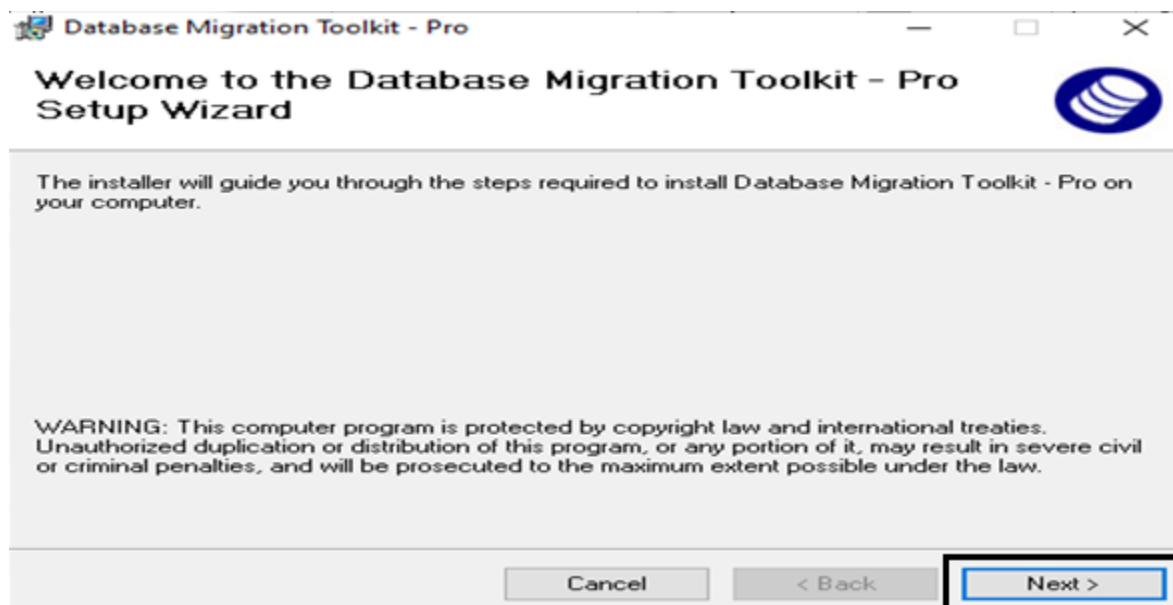 Database Migration Toolkit - Pro
Welcome to the Database Migration Toolkit - Pro
Setup Wizard
The installer will guide you through the steps required to install Database Migration Toolkit - Pro on
your computer.
WARNING: This computer program is protected by copyright law and international treaties.
Unauthorized duplication or distribution of this program, or any portion of it, may result in severe civil
or criminal penalties, and will be prosecuted to the maximum extent possible under the law.
Cancel
< Back
Next >